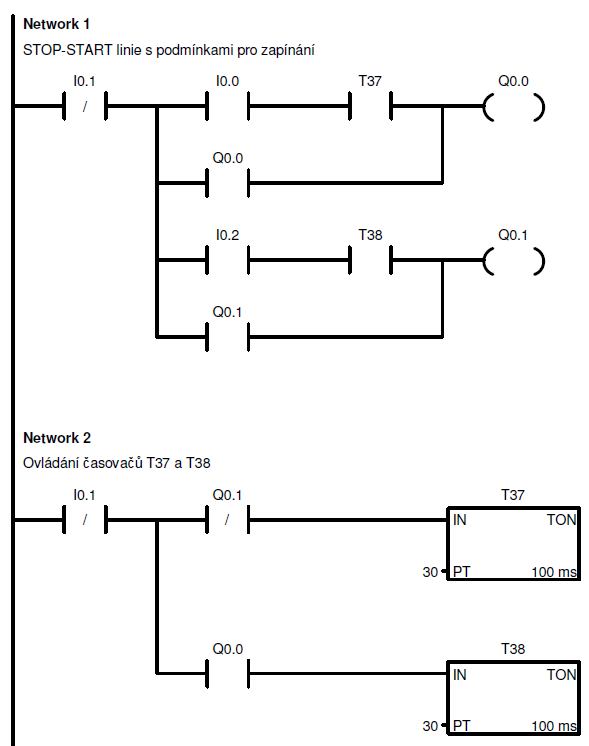 Network 1
STOP-START linie s podmínkami pro zapínání
I0.1 I0.0 T37 Q0.0
/
Q0.0
I0.2 T38 Q0.1
Q0.1
Network 2
Ovládání časovačů T37 a T38
I0.1 Q0.1 T37
/ / IN TON
30 PT 100 ms
Q0.0 T38
IN TON
30 PT 100 ms